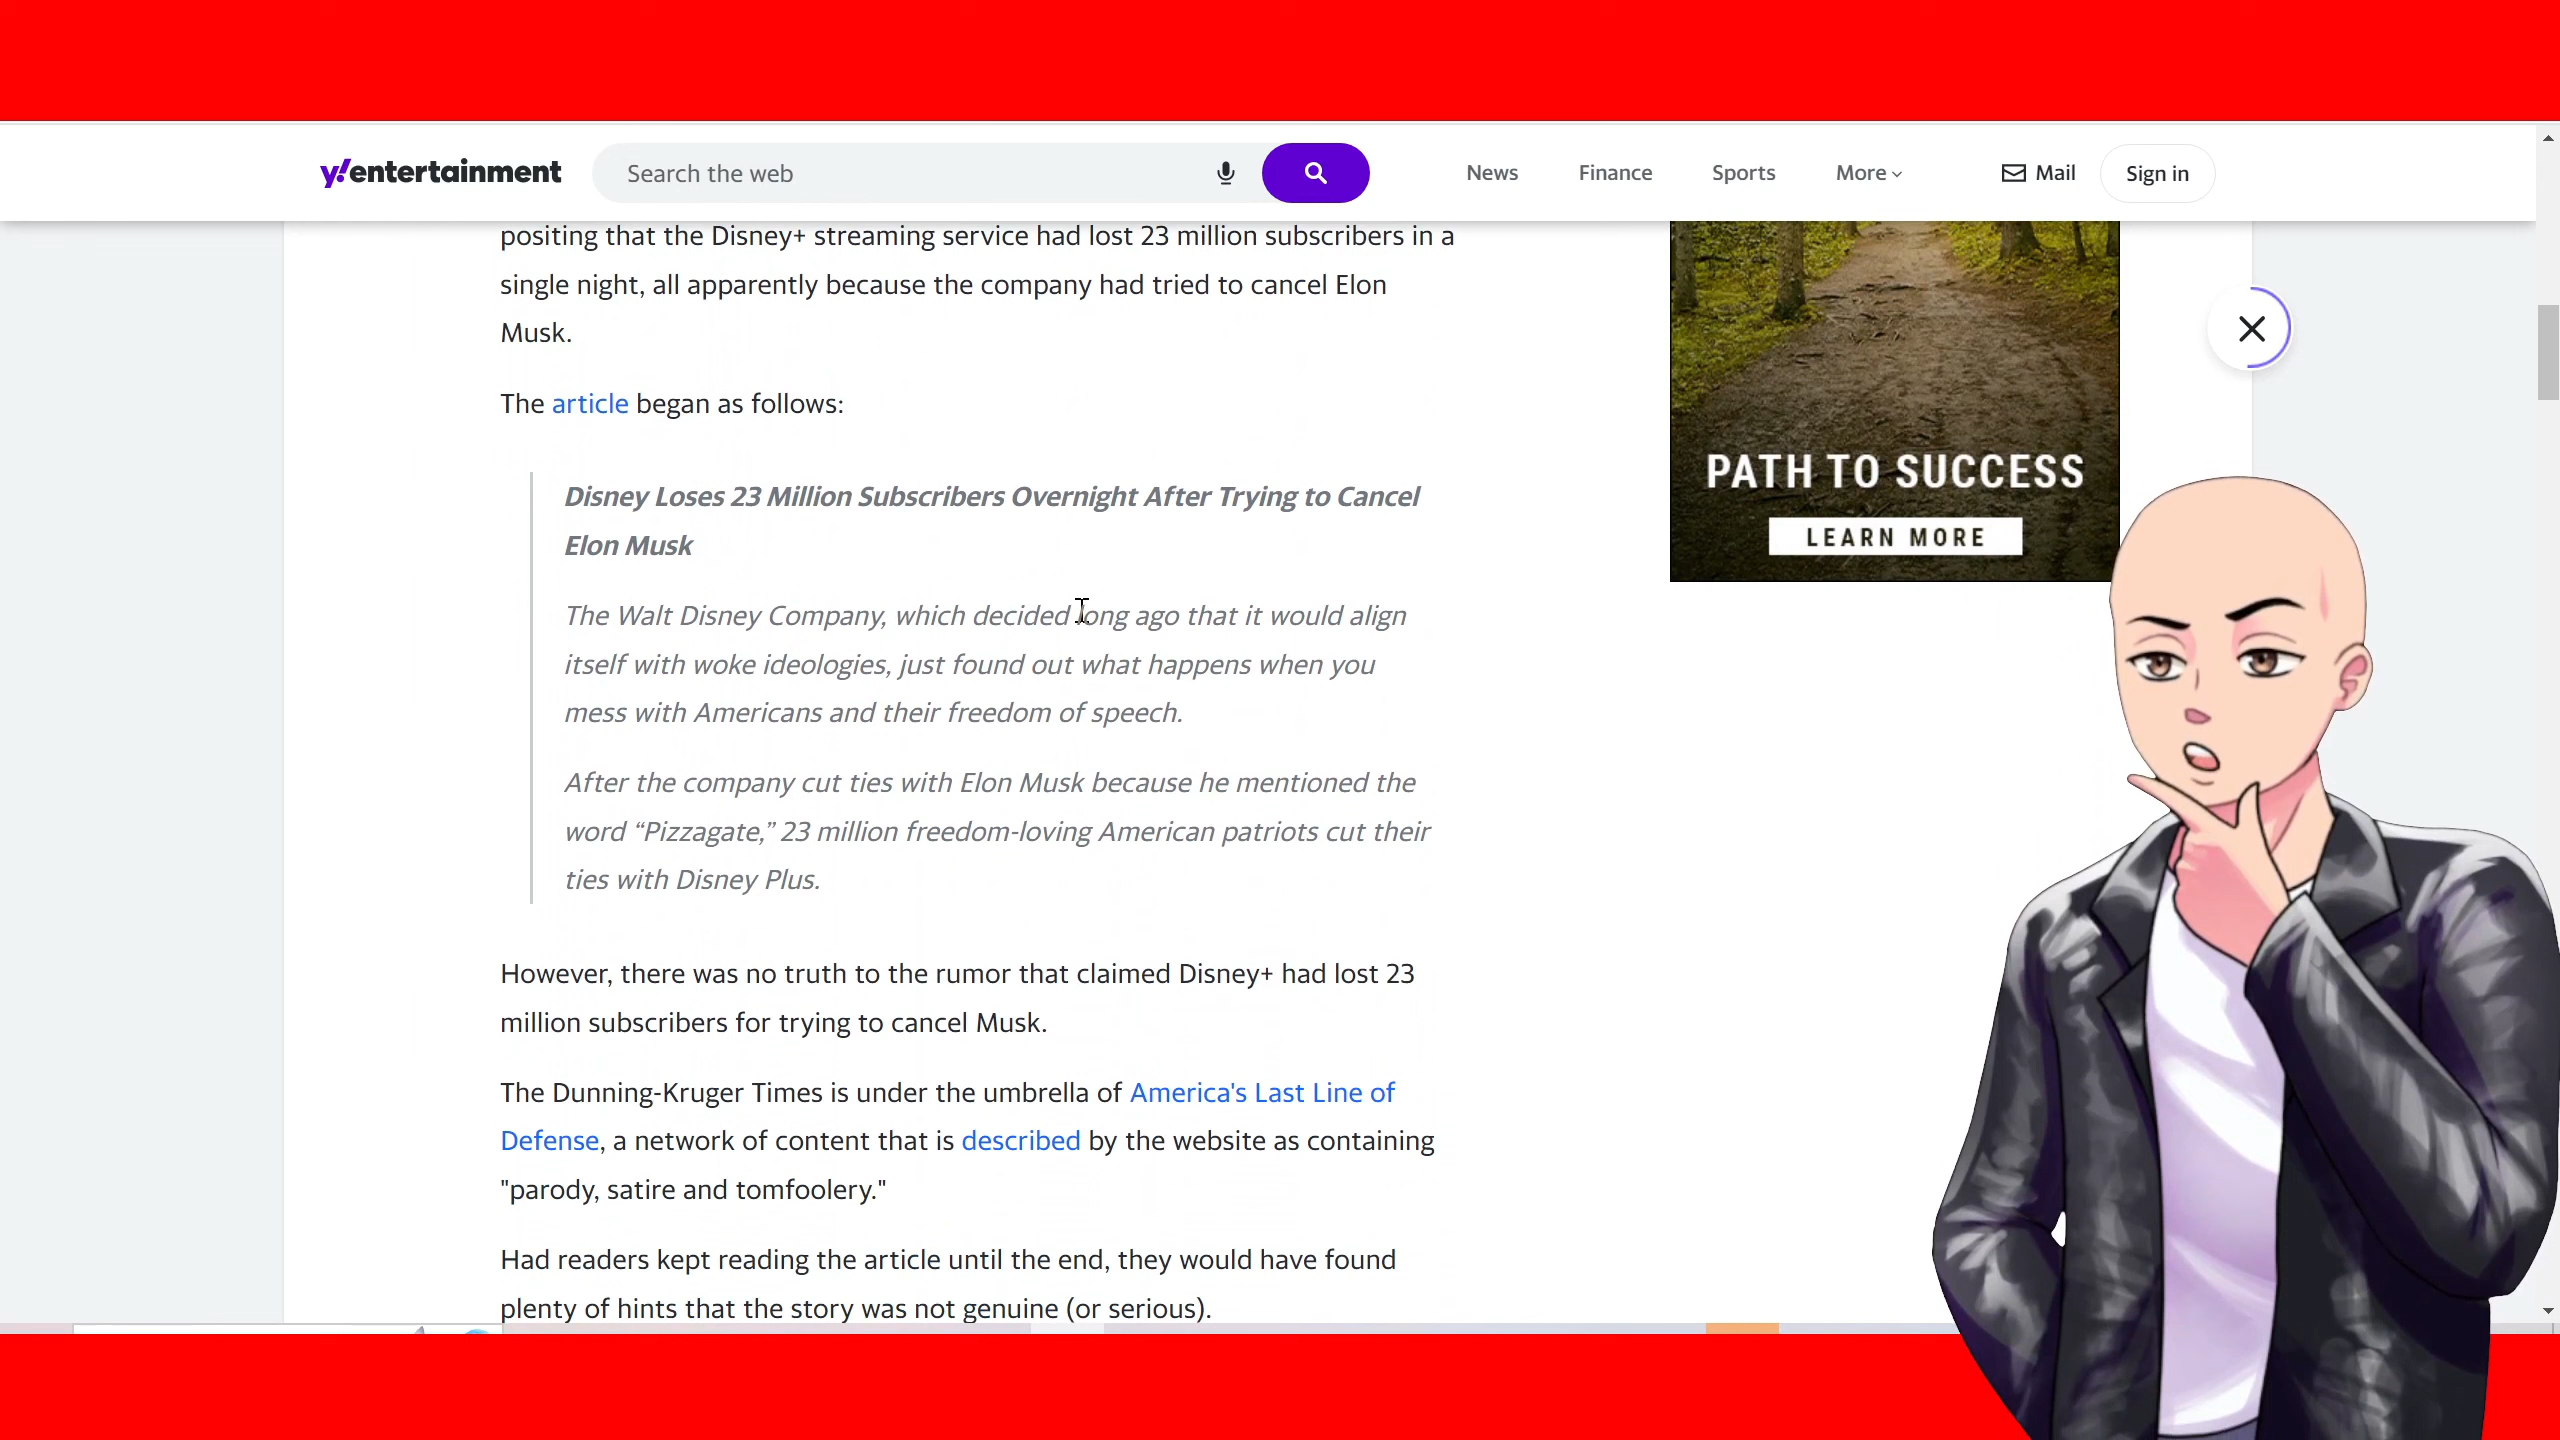 y!entertainment
Search the web
News
Finance
Sports
More
Mail
Sign in
positing that the Disney+ streaming service had lost 23 million subscribers in a
single night, all apparently because the company had tried to cancel Elon
Musk.
The article began as follows:
Disney Loses 23 Million Subscribers Overnight After Trying to Cancel
Elon Musk
The Walt Disney Company, which decided long ago that it would align
itself with woke ideologies, just found out what happens when you
mess with Americans and their freedom of speech.
After the company cut ties with Elon Musk because he mentioned the
word “Pizzagate,” 23 million freedom-loving American patriots cut their
ties with Disney Plus.
However, there was no truth to the rumor that claimed Disney+ had lost 23
million subscribers for trying to cancel Musk.
The Dunning-Kruger Times is under the umbrella of America's Last Line of
Defense, a network of content that is described by the website as containing
"parody, satire and tomfoolery."
Had readers kept reading the article until the end, they would have found
plenty of hints that the story was not genuine (or serious).
PATH TO SUCCESS
LEARN MORE